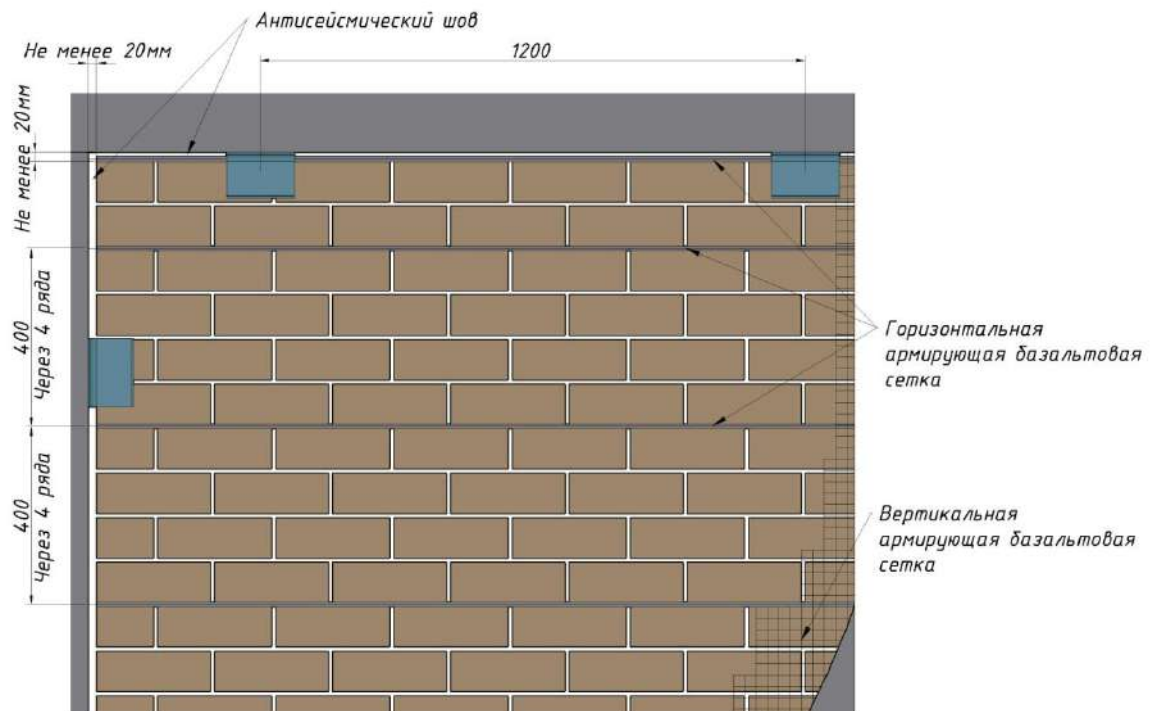 Антисейсмический шов
Не менее 20мм
1200
Не менее 20мм
400
Через 4 ряда
Горизонтальная
армирующая базальтовая
сетка
400
Через 4 ряда
Вертикальная
армирующая базальтовая
сетка